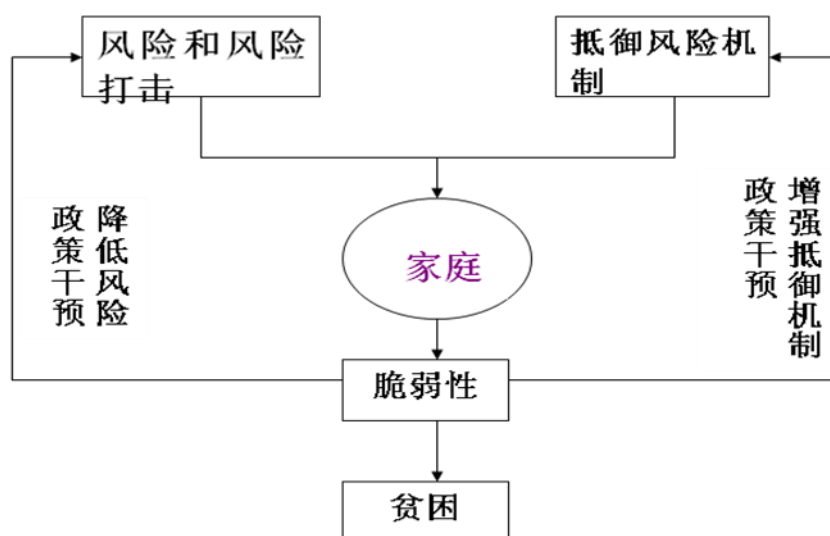 风险和风险
打击
抵御风险机
制
降低风险
政策干预
家庭
增强抵御机制
政策干预
脆弱性
贫困